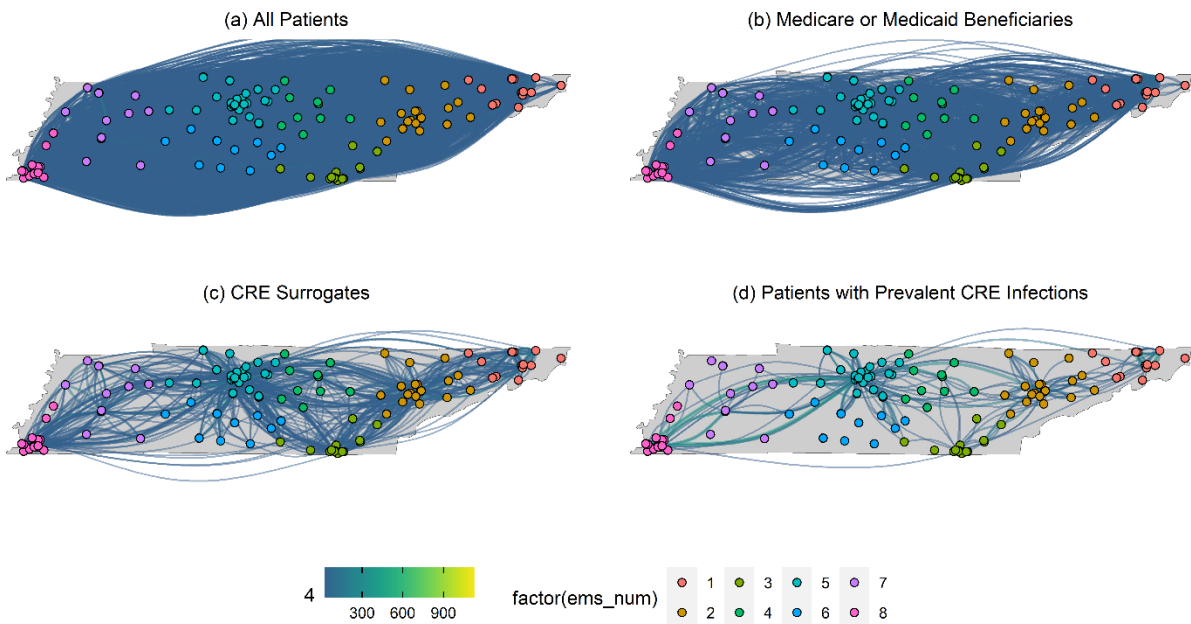 (a) All Patients
(b) Medicare or Medicaid Beneficiaries
(c) CRE Surrogates
(d) Patients with Prevalent CRE Infections
4
300 600 900
factor(ems_num)
1 3 5 7
2 4 6 8